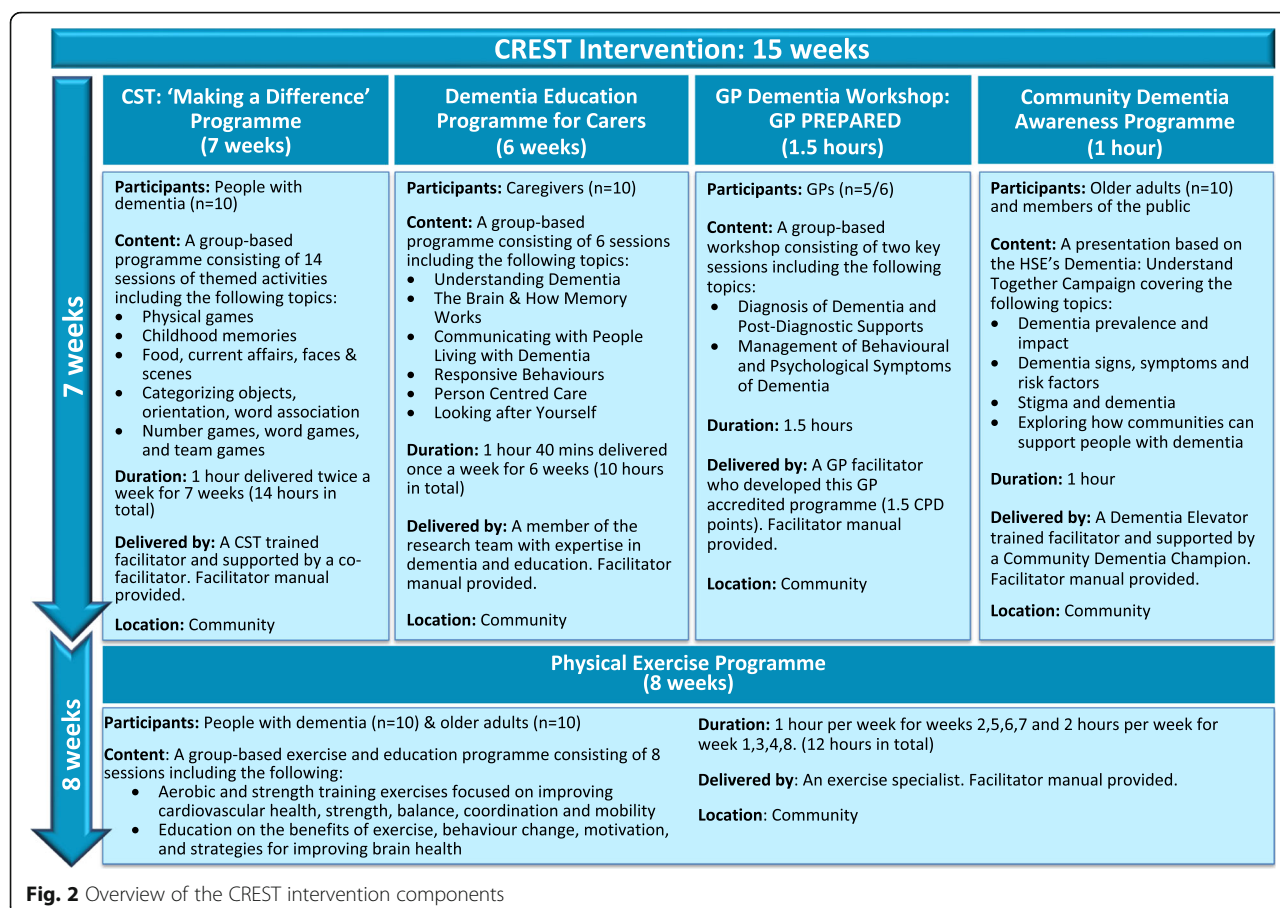 CREST Intervention: 15 weeks
7 weeks
CST: ‘Making a Difference’
Programme
(7 weeks)
Participants: People with
dementia (n=10)
Content: A group-based
programme consisting of 14
sessions of themed activities
including the following topics:
• Physical games
• Childhood memories
• Food, current affairs, faces &
scenes
• Categorizing objects,
orientation, word association
• Number games, word games,
and team games
Duration: 1 hour delivered twice a
week for 7 weeks (14 hours in
total)
Delivered by: A CST trained
facilitator and supported by a co-
facilitator. Facilitator manual
provided.
Location: Community
Dementia Education
Programme for Carers
(6 weeks)
Participants: Caregivers (n=10)
Content: A group-based
programme consisting of 6 sessions
including the following topics:
• Understanding Dementia
• The Brain & How Memory
Works
• Communicating with People
Living with Dementia
• Responsive Behaviours
• Person Centred Care
• Looking after Yourself
Duration: 1 hour 40 mins delivered
once a week for 6 weeks (10 hours
in total)
Delivered by: A member of the
research team with expertise in
dementia and education. Facilitator
manual provided.
Location: Community
GP Dementia Workshop:
GP PREPARED
(1.5 hours)
Participants: GPs (n=5/6)
Content: A group-based
workshop consisting of two key
sessions including the following
topics:
• Diagnosis of Dementia and
Post-Diagnostic Supports
• Management of Behavioural
and Psychological Symptoms
of Dementia
Duration: 1.5 hours
Delivered by: A GP facilitator
who developed this GP
accredited programme (1.5 CPD
points). Facilitator manual
provided.
Location: Community
Community Dementia
Awareness Programme
(1 hour)
Participants: Older adults (n=10)
and members of the public
Content: A presentation based on
the HSE’s Dementia: Understand
Together Campaign covering the
following topics:
• Dementia prevalence and
impact
• Dementia signs, symptoms and
risk factors
• Stigma and dementia
• Exploring how communities can
support people with dementia
Duration: 1 hour
Delivered by: A Dementia Elevator
trained facilitator and supported by
a Community Dementia Champion.
Facilitator manual provided.
Location: Community
8 weeks
Physical Exercise Programme
(8 weeks)
Participants: People with dementia (n=10) & older adults (n=10)
Content: A group-based exercise and education programme consisting of 8
sessions including the following:
• Aerobic and strength training exercises focused on improving
cardiovascular health, strength, balance, coordination and mobility
• Education on the benefits of exercise, behaviour change, motivation,
and strategies for improving brain health
Duration: 1 hour per week for weeks 2,5,6,7 and 2 hours per week for
week 1,3,4,8. (12 hours in total)
Delivered by: An exercise specialist. Facilitator manual provided.
Location: Community
Fig. 2 Overview of the CREST intervention components